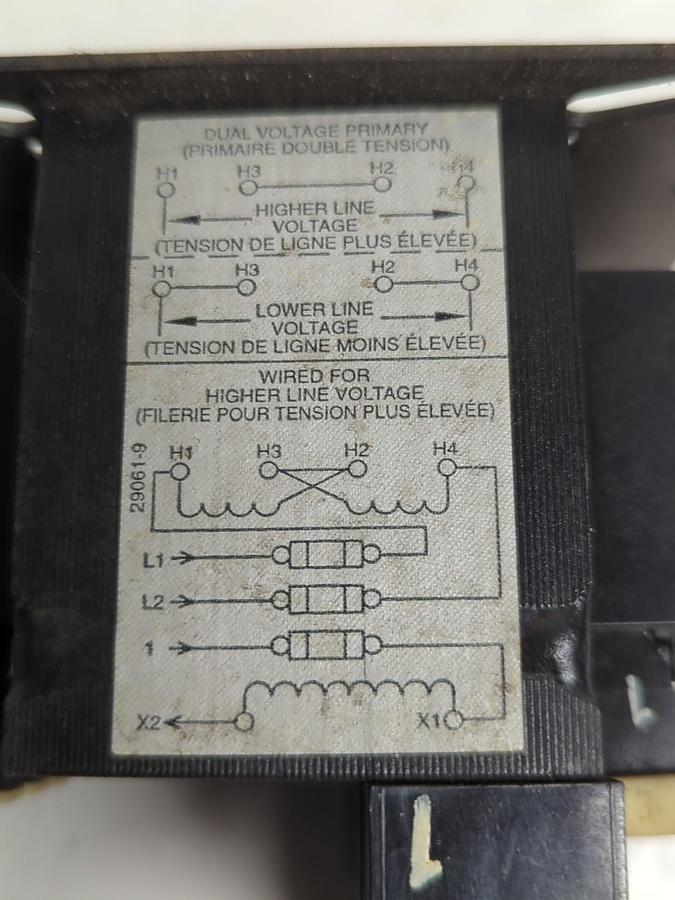 DUAL VOLTAGE PRIMARY
(PRIMAIRE DOUBLE TENSION)
H1 H3 H2
HIGHER LINE
VOLTAGE
(TENSION DE LIGNE PLUS ÉLEVÉE)
H1 H3 H2 H4
LOWER LINE
VOLTAGE
(TENSION DE LIGNE MOINS ÉLEVÉE)
WIRED FOR
HIGHER LINE VOLTAGE
(FILERIE POUR TENSION PLUS ÉLEVÉE)
29061-9
H1 H3 H2 H4
L1
L2
1
X2 X1
1